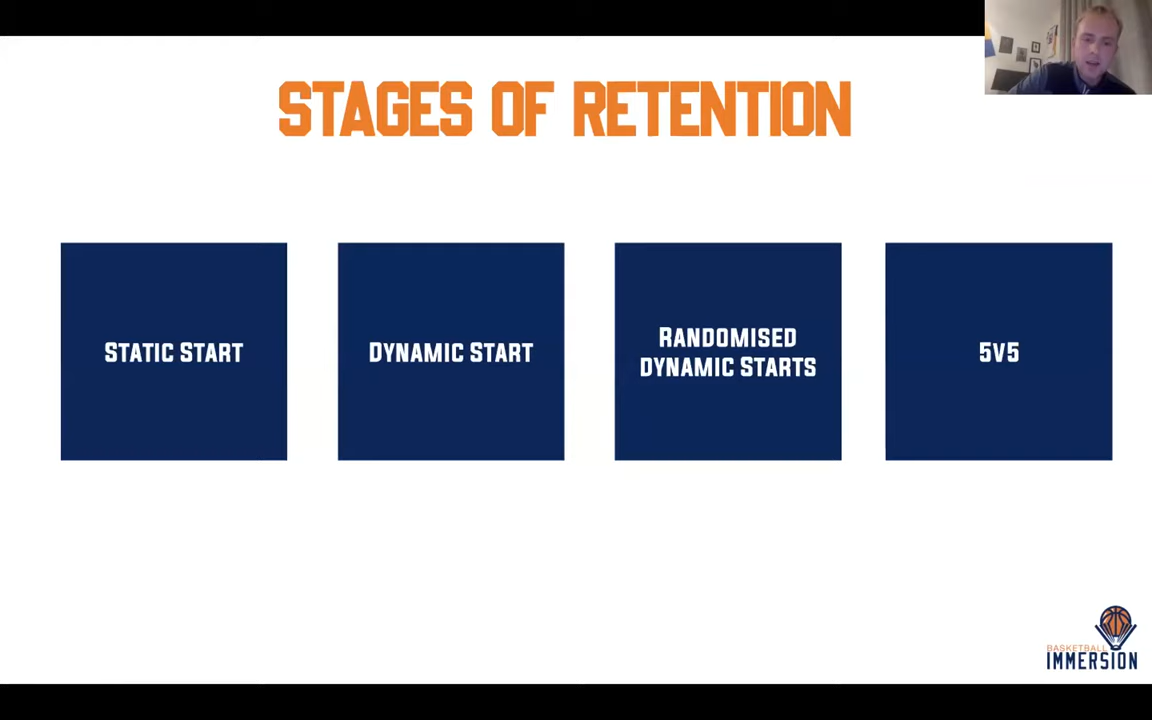 STAGES OF RETENTION
STATIC START
DYNAMIC START
RANDOMISED
DYNAMIC STARTS
5V5
BASKETBALL
IMMERSION